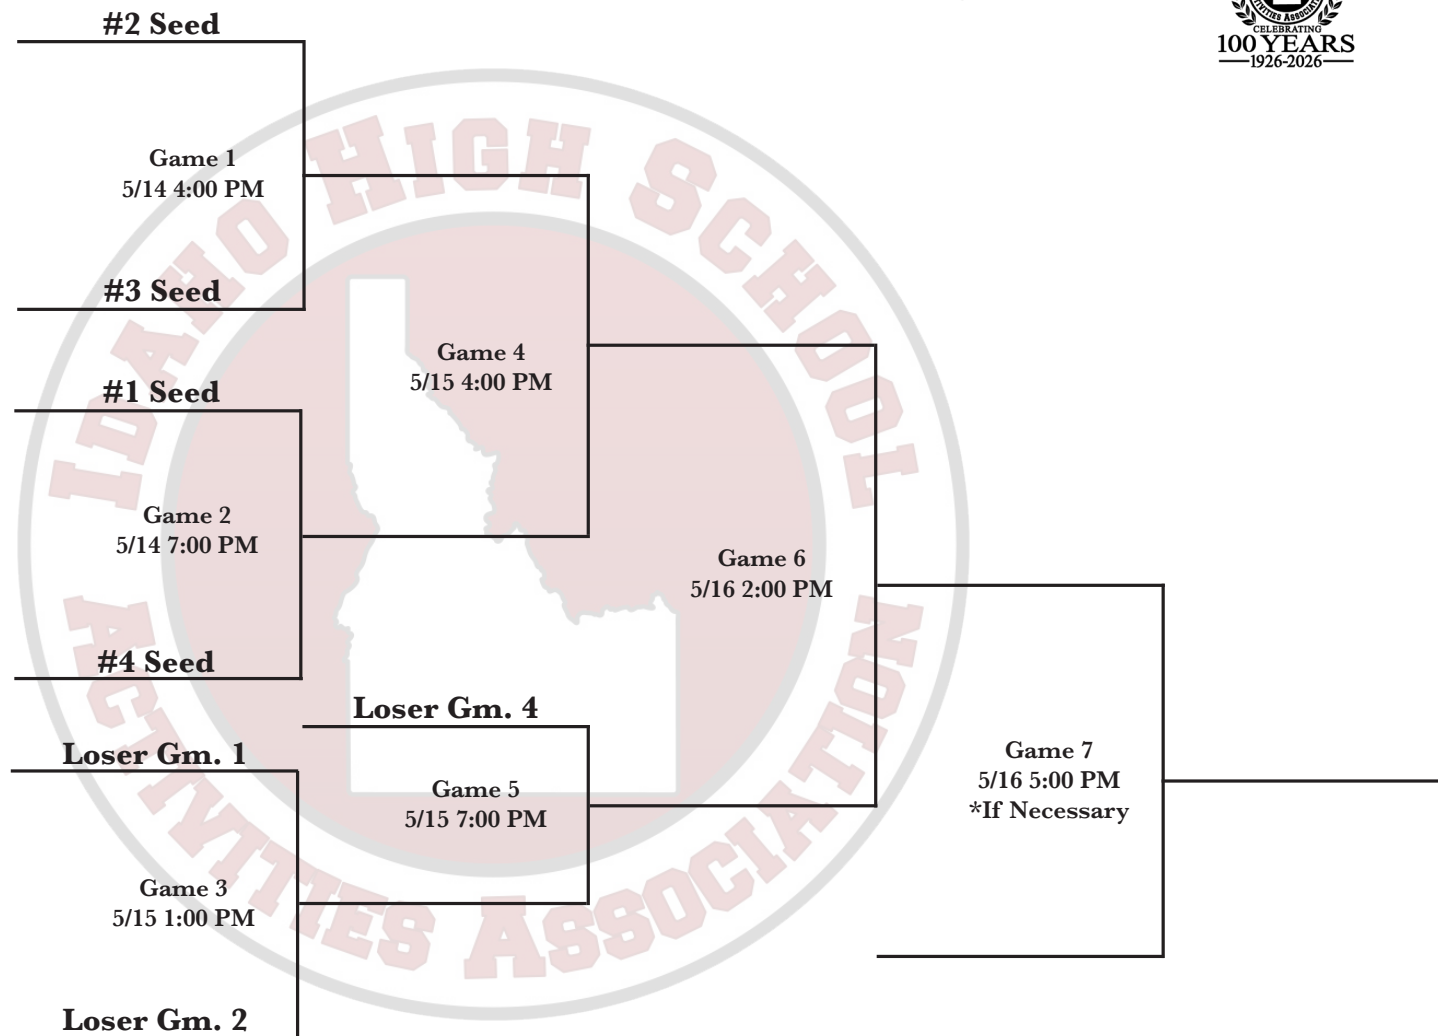 #2 Seed
TIVITIES ASSOCIATI
CELEBRATING
100 YEARS
1926-2026
IDAHO HIGH SCHOOL
ACTIVITIES ASSOCIATION
Game 1
5/14 4:00 PM
#3 Seed
Game 4
5/15 4:00 PM
#1 Seed
Game 2
5/14 7:00 PM
Game 6
5/16 2:00 PM
#4 Seed
Loser Gm. 4
Loser Gm. 1
Game 5
5/15 7:00 PM
Game 7
5/16 5:00 PM
*If Necessary
Game 3
5/15 1:00 PM
Loser Gm. 2